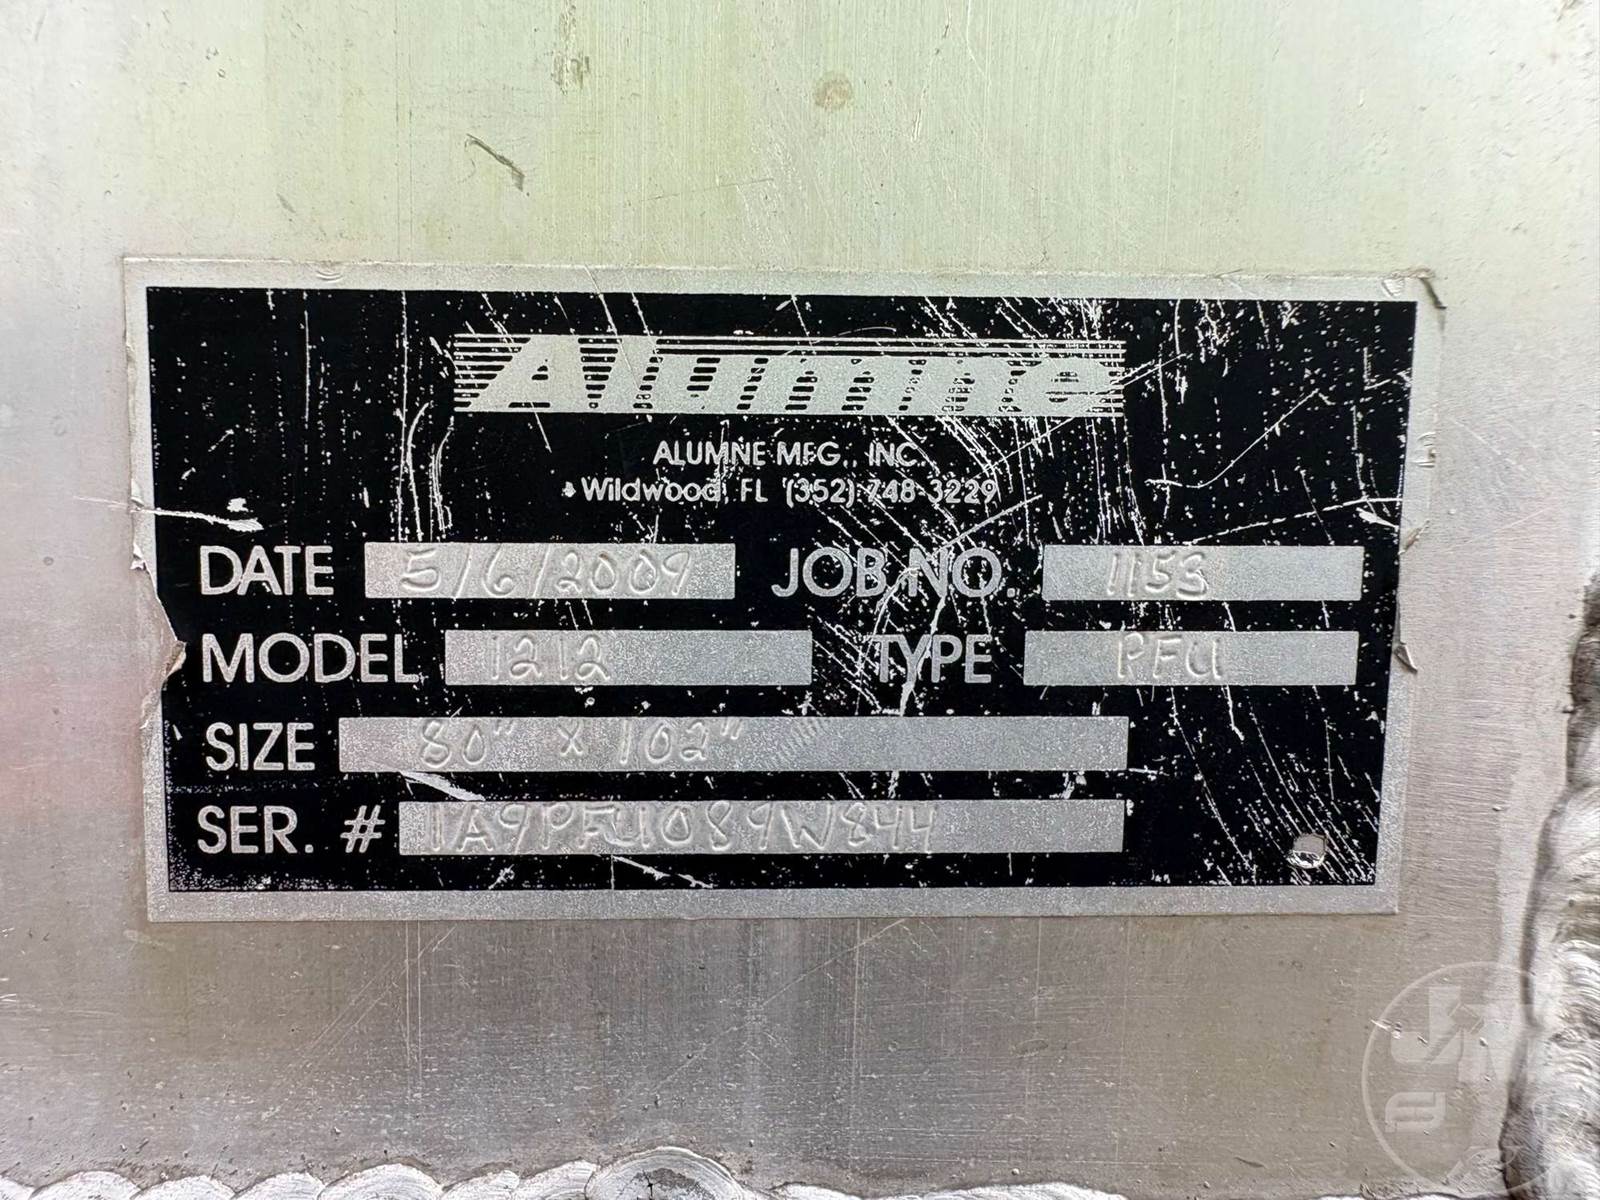 Alumne
ALUMNE MFG., INC.
Wildwood, FL (352) 748-3229
DATE 5/6/2009 JOB NO. 1153
MODEL 1212 TYPE PFU
SIZE 80" x 102"
SER. # 1A9PFU1089W844